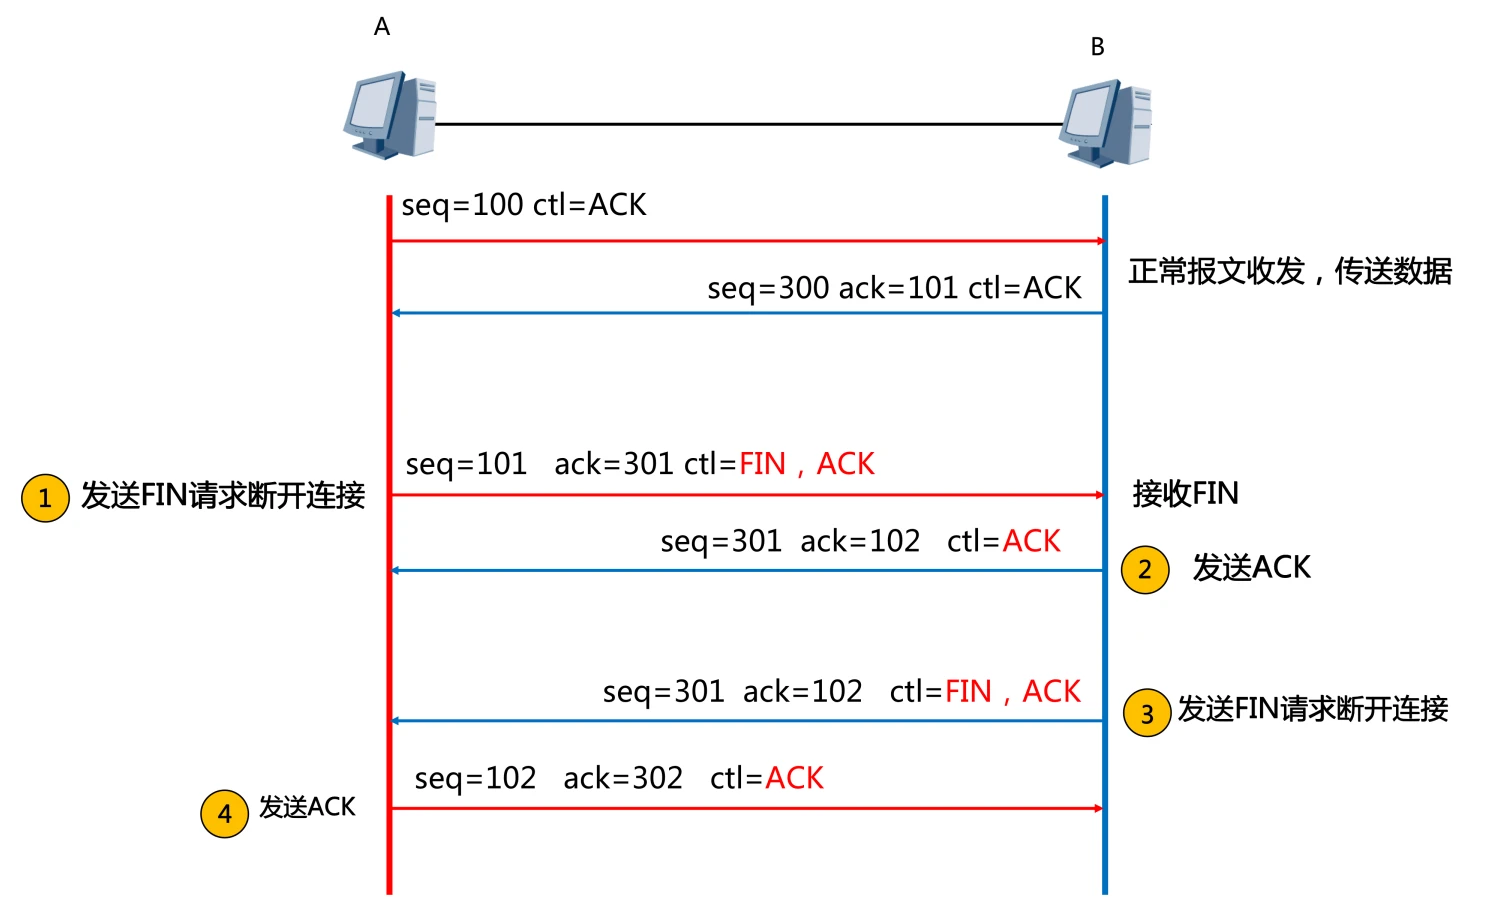 A
B
seq=100 ctl=ACK
正常报文收发，传送数据
seq=300 ack=101 ctl=ACK
seq=101 ack=301 ctl=FIN，ACK
1 发送FIN请求断开连接
接收FIN
seq=301 ack=102 ctl=ACK
2 发送ACK
seq=301 ack=102 ctl=FIN，ACK
3 发送FIN请求断开连接
seq=102 ack=302 ctl=ACK
4 发送ACK